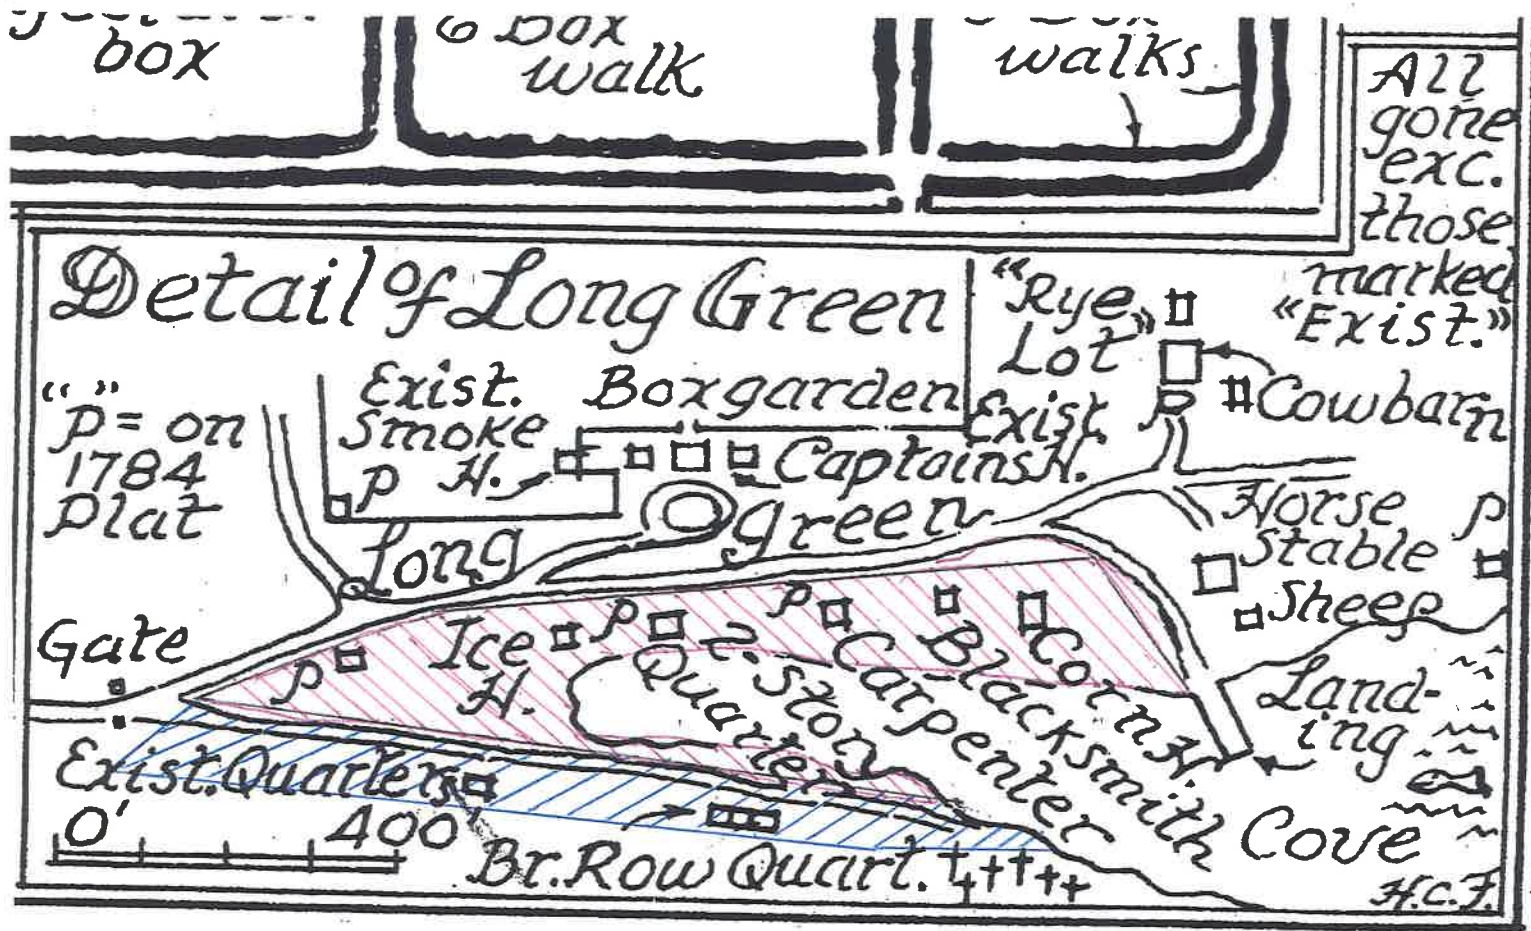 box
6 Box
walk
Box
walks
All
gone
exc.
those
marked
"Exist."
Detail of Long Green
"Rye
Lot"
"P" = on
1784
Plat
Exist.
Smoke
H.
P
Boxgarden
Exist.
Captains H.
P
Cowbarn
Long
green
Horse
Stable
P
Sheep
Gate
P
Ice
H.
P
2-Story
Quarter
P
Carpenter
Blacksmith
Corn H.
Land-
ing
Exist. Quarters
0' 400'
Br. Row Quart.
Cove
H.C.F.